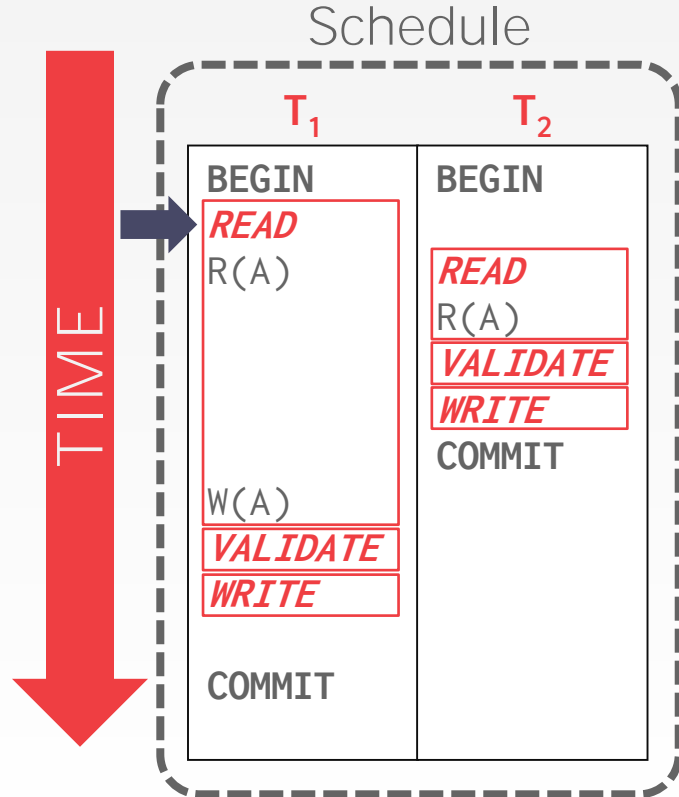 Schedule
TIME
T₁ T₂
BEGIN BEGIN
READ
R(A) READ
R(A)
VALIDATE
WRITE
COMMIT
W(A)
VALIDATE
WRITE
COMMIT